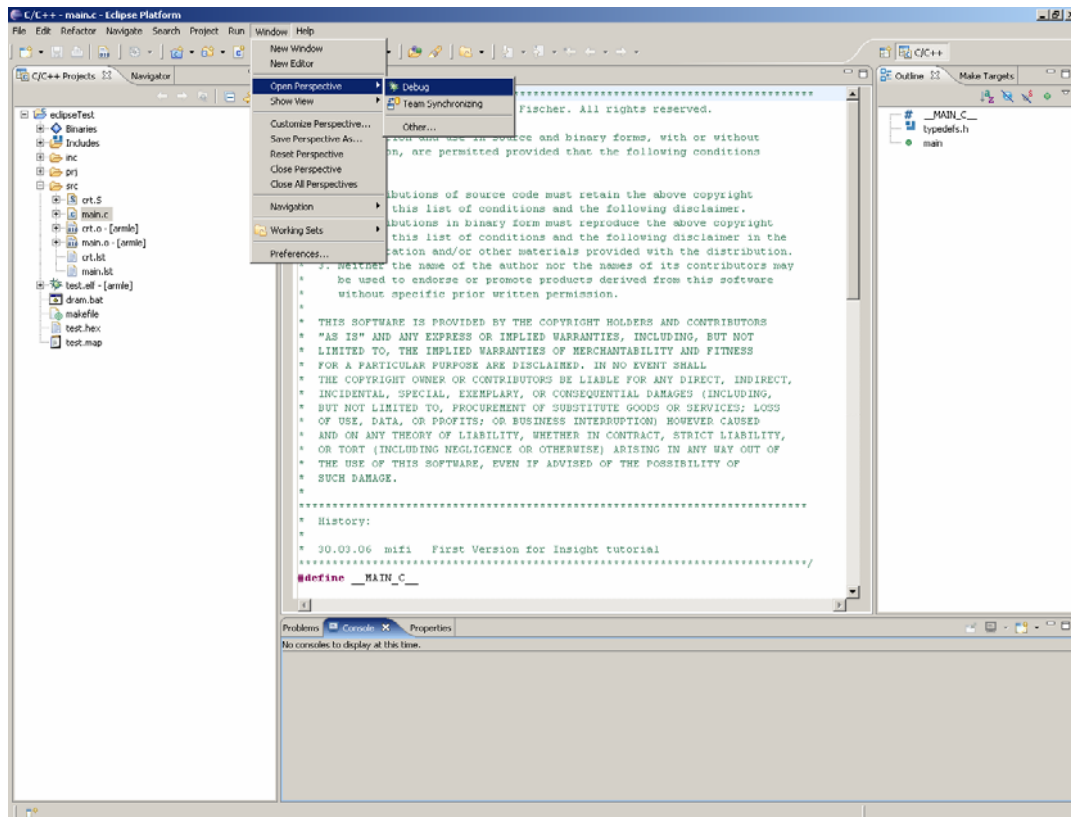 C/C++ - main.c - Eclipse Platform
File Edit Refactor Navigate Search Project Run Window Help
New Window
New Editor
Open Perspective
Show View
Customize Perspective...
Save Perspective As...
Reset Perspective
Close Perspective
Close All Perspectives
Navigation
Working Sets
Preferences...
Debug
Team Synchronizing
Other...
C/C++
C/C++ Projects Navigator
eclipseTest
Binaries
Includes
inc
prj
src
crt.S
main.c
crt.o - [armle]
main.o - [armle]
crt.lst
main.lst
test.elf - [armle]
dram.bat
makefile
test.hex
test.map
Fischer. All rights reserved.
and use in source and binary forms, with or without
are permitted provided that the following conditions
of source code must retain the above copyright
this list of conditions and the following disclaimer.
in binary form must reproduce the above copyright
this list of conditions and the following disclaimer in the
and/or other materials provided with the distribution.
* 3. Neither the name of the author nor the names of its contributors may
* be used to endorse or promote products derived from this software
* without specific prior written permission.
*
* THIS SOFTWARE IS PROVIDED BY THE COPYRIGHT HOLDERS AND CONTRIBUTORS
* "AS IS" AND ANY EXPRESS OR IMPLIED WARRANTIES, INCLUDING, BUT NOT
* LIMITED TO, THE IMPLIED WARRANTIES OF MERCHANTABILITY AND FITNESS
* FOR A PARTICULAR PURPOSE ARE DISCLAIMED. IN NO EVENT SHALL
* THE COPYRIGHT OWNER OR CONTRIBUTORS BE LIABLE FOR ANY DIRECT, INDIRECT,
* INCIDENTAL, SPECIAL, EXEMPLARY, OR CONSEQUENTIAL DAMAGES (INCLUDING,
* BUT NOT LIMITED TO, PROCUREMENT OF SUBSTITUTE GOODS OR SERVICES; LOSS
* OF USE, DATA, OR PROFITS; OR BUSINESS INTERRUPTION) HOWEVER CAUSED
* AND ON ANY THEORY OF LIABILITY, WHETHER IN CONTRACT, STRICT LIABILITY,
* OR TORT (INCLUDING NEGLIGENCE OR OTHERWISE) ARISING IN ANY WAY OUT OF
* THE USE OF THIS SOFTWARE, EVEN IF ADVISED OF THE POSSIBILITY OF
* SUCH DAMAGE.
*
* History:
*
* 30.03.06 mifi First Version for Insight tutorial
#define __MAIN_C__
Outline Make Targets
__MAIN_C__
typedefs.h
main
Problems Console Properties
No consoles to display at this time.